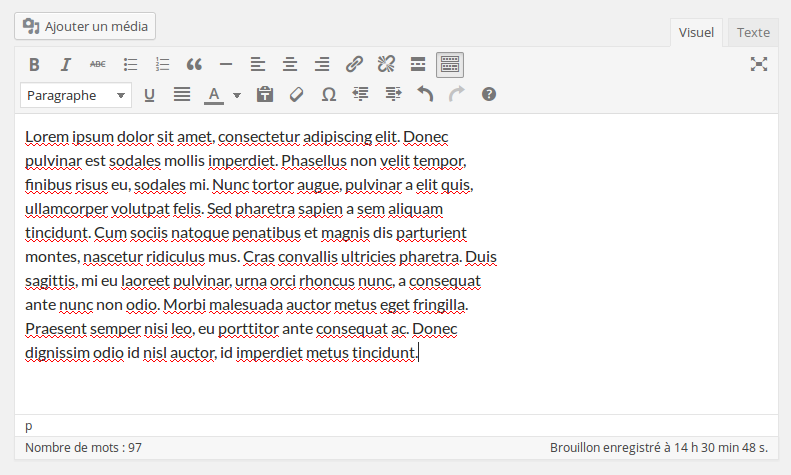 Ajouter un média
Visuel
Texte
B I ABC
Paragraphe
U
A
Ω
Lorem ipsum dolor sit amet, consectetur adipiscing elit. Donec
pulvinar est sodales mollis imperdiet. Phasellus non velit tempor,
finibus risus eu, sodales mi. Nunc tortor augue, pulvinar a elit quis,
ullamcorper volutpat felis. Sed pharetra sapien a sem aliquam
tincidunt. Cum sociis natoque penatibus et magnis dis parturient
montes, nascetur ridiculus mus. Cras convallis ultricies pharetra. Duis
sagittis, mi eu laoreet pulvinar, urna orci rhoncus nunc, a consequat
ante nunc non odio. Morbi malesuada auctor metus eget fringilla.
Praesent semper nisi leo, eu porttitor ante consequat ac. Donec
dignissim odio id nisl auctor, id imperdiet metus tincidunt.
p
Nombre de mots : 97
Brouillon enregistré à 14 h 30 min 48 s.